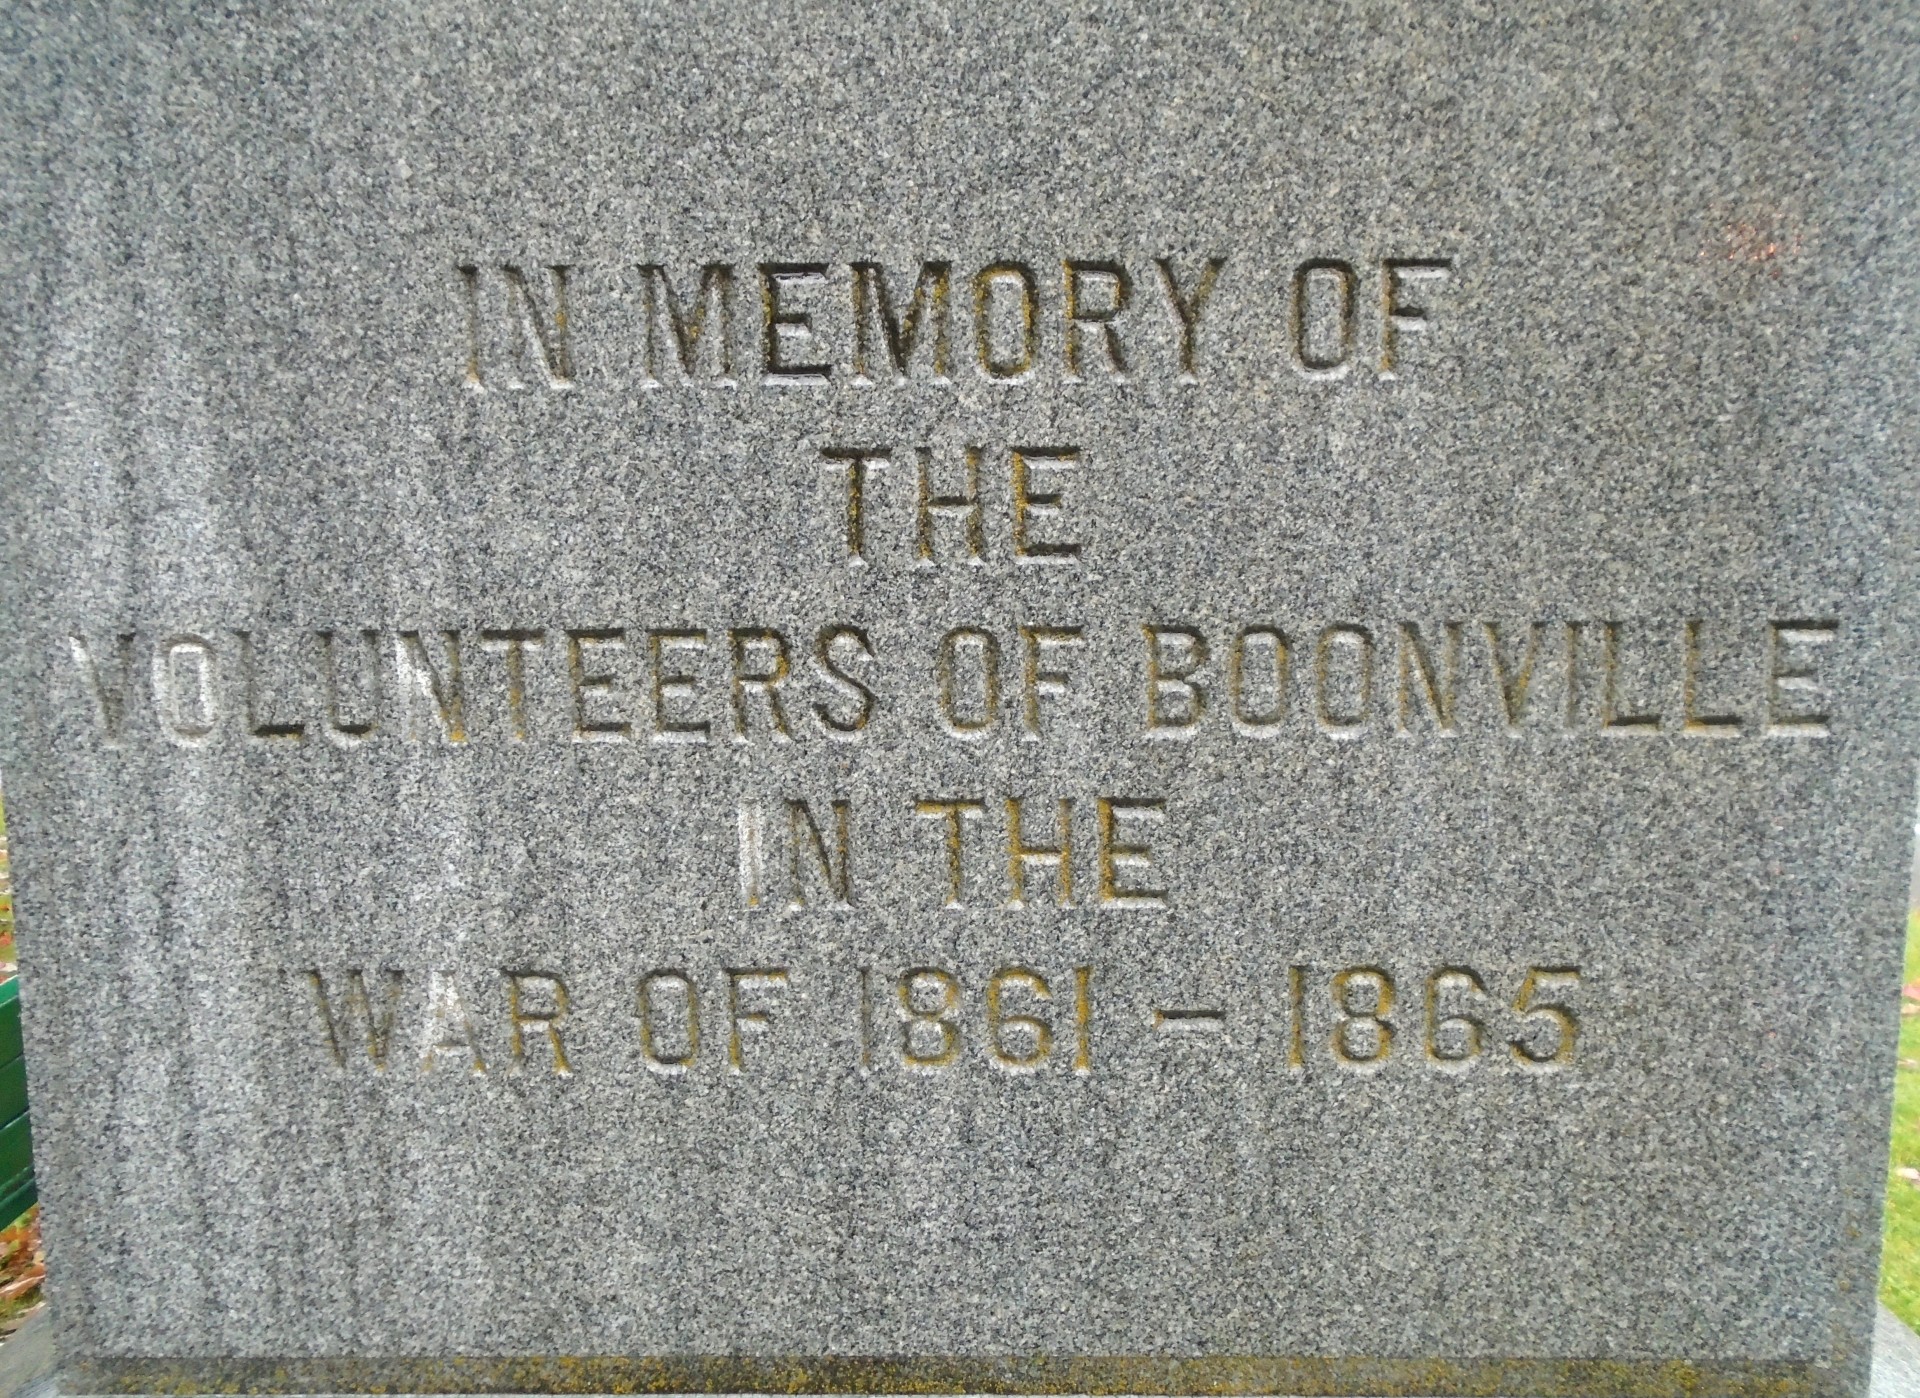 IN MEMORY OF
THE
VOLUNTEERS OF BOONVILLE
IN THE
WAR OF 1861 – 1865